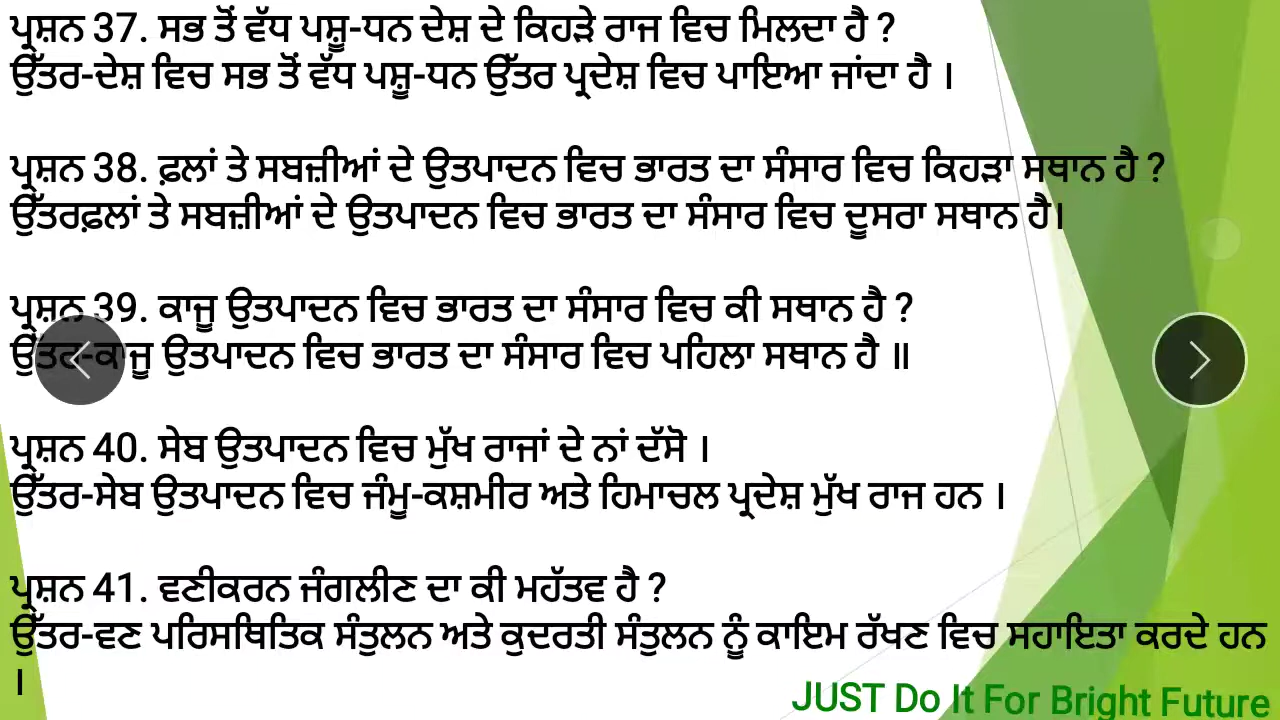 ਪ੍ਰਸ਼ਨ 37. ਸਭ ਤੋਂ ਵੱਧ ਪਸ਼ੂ-ਧਨ ਦੇਸ਼ ਦੇ ਕਿਹੜੇ ਰਾਜ ਵਿਚ ਮਿਲਦਾ ਹੈ ?
ਉੱਤਰ-ਦੇਸ਼ ਵਿਚ ਸਭ ਤੋਂ ਵੱਧ ਪਸ਼ੂ-ਧਨ ਉੱਤਰ ਪ੍ਰਦੇਸ਼ ਵਿਚ ਪਾਇਆ ਜਾਂਦਾ ਹੈ ।
ਪ੍ਰਸ਼ਨ 38. ਫ਼ਲਾਂ ਤੇ ਸਬਜ਼ੀਆਂ ਦੇ ਉਤਪਾਦਨ ਵਿਚ ਭਾਰਤ ਦਾ ਸੰਸਾਰ ਵਿਚ ਕਿਹੜਾ ਸਥਾਨ ਹੈ ?
ਉੱਤਰਫ਼ਲਾਂ ਤੇ ਸਬਜ਼ੀਆਂ ਦੇ ਉਤਪਾਦਨ ਵਿਚ ਭਾਰਤ ਦਾ ਸੰਸਾਰ ਵਿਚ ਦੂਸਰਾ ਸਥਾਨ ਹੈ।
ਪ੍ਰਸ਼ਨ 39. ਕਾਜੂ ਉਤਪਾਦਨ ਵਿਚ ਭਾਰਤ ਦਾ ਸੰਸਾਰ ਵਿਚ ਕੀ ਸਥਾਨ ਹੈ ?
ਉੱਤਰ-ਕਾਜੂ ਉਤਪਾਦਨ ਵਿਚ ਭਾਰਤ ਦਾ ਸੰਸਾਰ ਵਿਚ ਪਹਿਲਾ ਸਥਾਨ ਹੈ ॥
ਪ੍ਰਸ਼ਨ 40. ਸੇਬ ਉਤਪਾਦਨ ਵਿਚ ਮੁੱਖ ਰਾਜਾਂ ਦੇ ਨਾਂ ਦੱਸੋ ।
ਉੱਤਰ-ਸੇਬ ਉਤਪਾਦਨ ਵਿਚ ਜੰਮੂ-ਕਸ਼ਮੀਰ ਅਤੇ ਹਿਮਾਚਲ ਪ੍ਰਦੇਸ਼ ਮੁੱਖ ਰਾਜ ਹਨ ।
ਪ੍ਰਸ਼ਨ 41. ਵਣੀਕਰਨ ਜੰਗਲੀਣ ਦਾ ਕੀ ਮਹੱਤਵ ਹੈ ?
ਉੱਤਰ-ਵਣ ਪਰਿਸਥਿਤਿਕ ਸੰਤੁਲਨ ਅਤੇ ਕੁਦਰਤੀ ਸੰਤੁਲਨ ਨੂੰ ਕਾਇਮ ਰੱਖਣ ਵਿਚ ਸਹਾਇਤਾ ਕਰਦੇ ਹਨ
।
JUST Do It For Bright Future